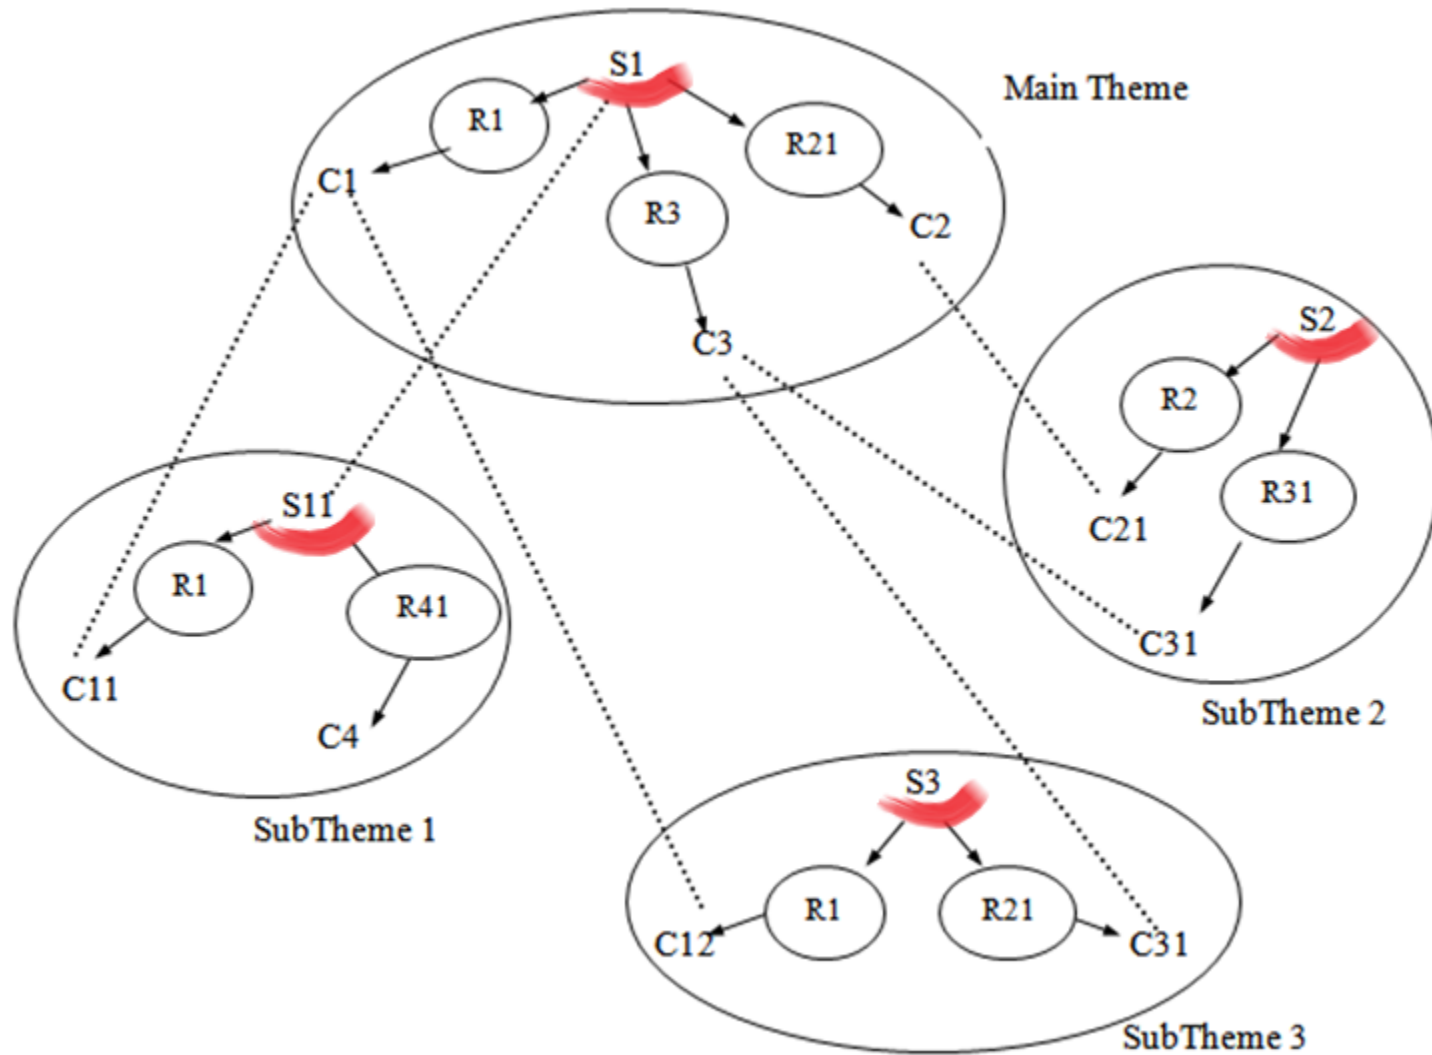 S1
Main Theme
R1
R21
C1
R3
C2
C3
S2
R2
R31
C21
C31
SubTheme 2
S11
R1
R41
C11
C4
SubTheme 1
S3
R1
R21
C12
C31
SubTheme 3